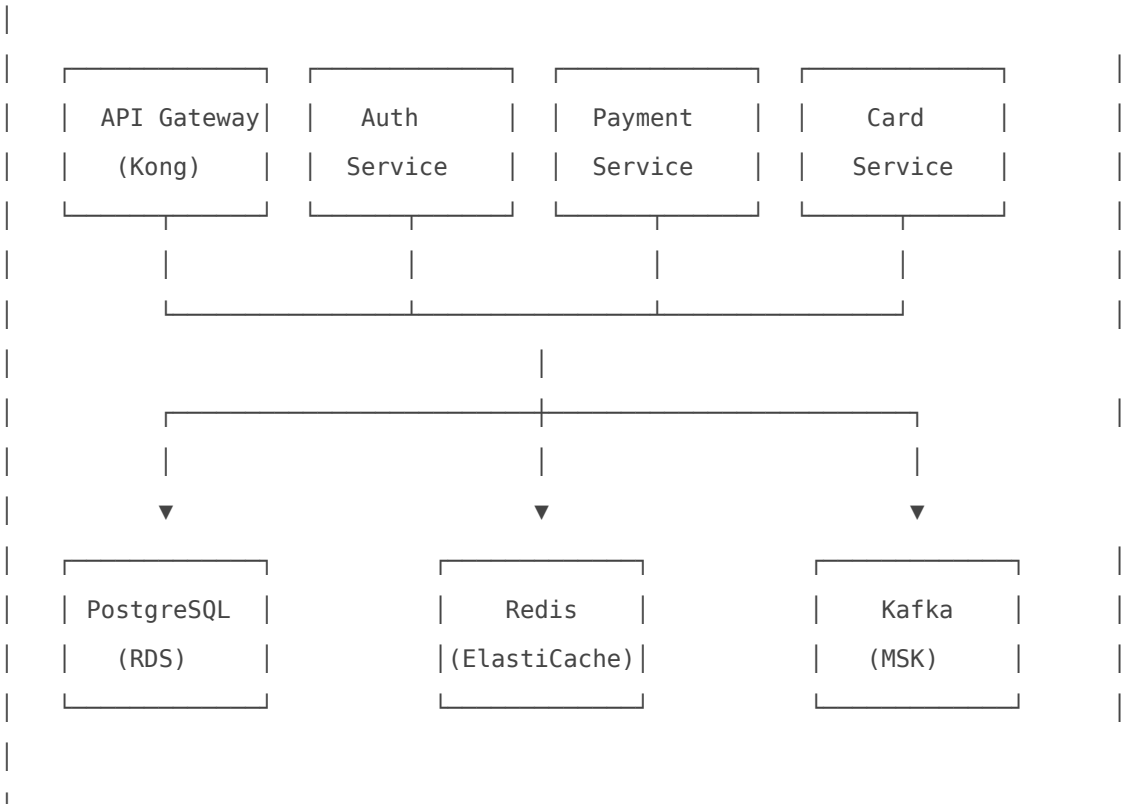 API Gateway Auth Payment Card
(Kong) Service Service Service
PostgreSQL Redis Kafka
(RDS) (ElastiCache) (MSK)